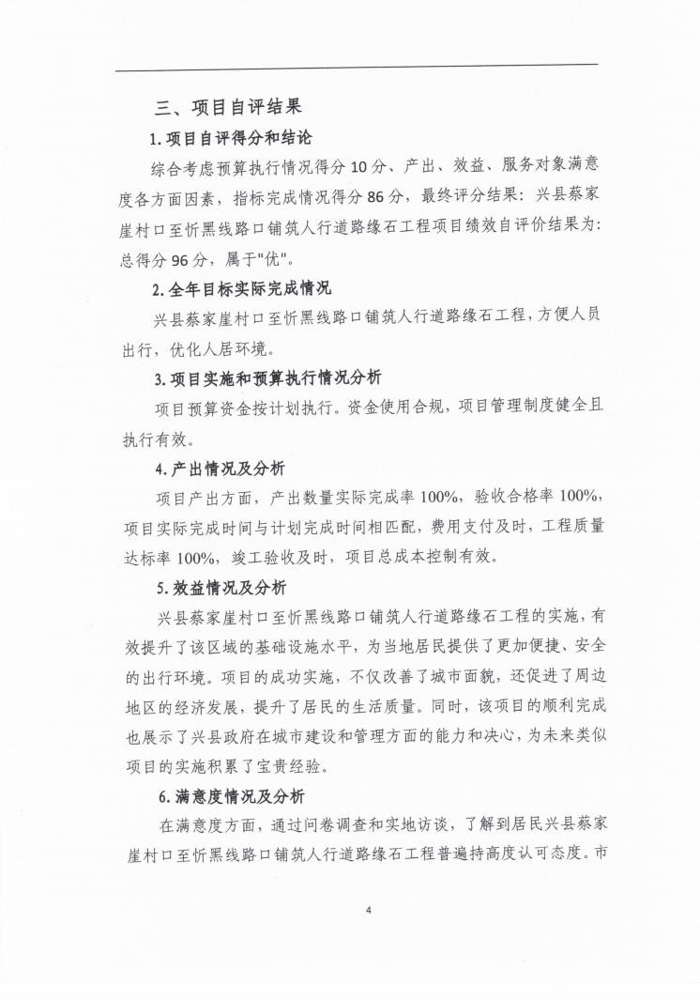 三、项目自评结果
1.项目自评得分和结论
综合考虑预算执行情况得分 10 分、产出、效益、服务对象满意
度各方面因素，指标完成情况得分 86 分，最终评分结果：兴县蔡家
崖村口至忻黑线路口铺筑人行道路缘石工程项目绩效自评价结果为：
总得分 96 分，属于"优"。
2.全年目标实际完成情况
兴县蔡家崖村口至忻黑线路口铺筑人行道路缘石工程，方便人员
出行，优化人居环境。
3.项目实施和预算执行情况分析
项目预算资金按计划执行。资金使用合规，项目管理制度健全且
执行有效。
4.产出情况及分析
项目产出方面，产出数量实际完成率 100%，验收合格率 100%，
项目实际完成时间与计划完成时间相匹配，费用支付及时，工程质量
达标率 100%，竣工验收及时，项目总成本控制有效。
5.效益情况及分析
兴县蔡家崖村口至忻黑线路口铺筑人行道路缘石工程的实施，有
效提升了该区域的基础设施水平，为当地居民提供了更加便捷、安全
的出行环境。项目的成功实施，不仅改善了城市面貌，还促进了周边
地区的经济发展，提升了居民的生活质量。同时，该项目的顺利完成
也展示了兴县政府在城市建设和管理方面的能力和决心，为未来类似
项目的实施积累了宝贵经验。
6.满意度情况及分析
在满意度方面，通过问卷调查和实地访谈，了解到居民兴县蔡家
崖村口至忻黑线路口铺筑人行道路缘石工程普遍持高度认可态度。市
4